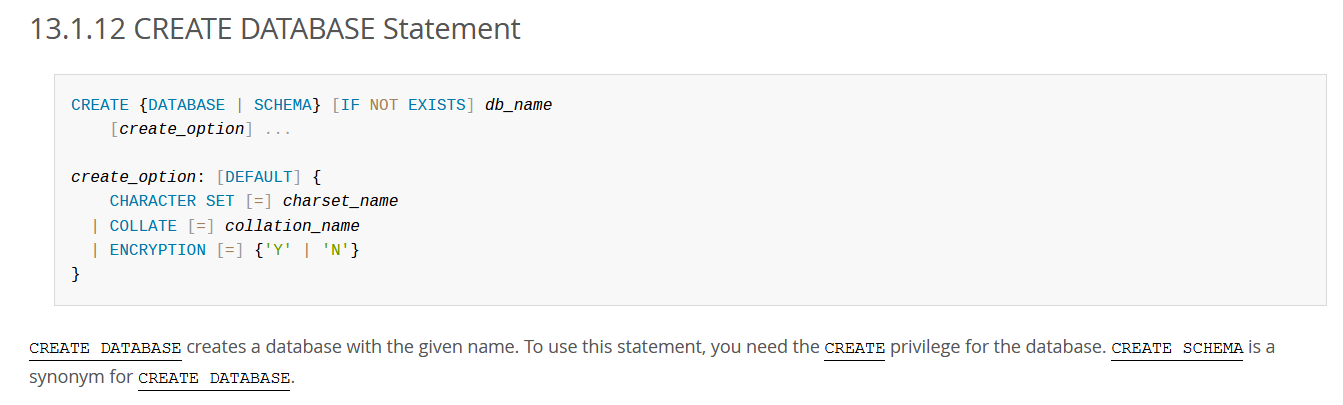 13.1.12 CREATE DATABASE Statement
CREATE {DATABASE | SCHEMA} [IF NOT EXISTS] db_name
    [create_option] ...
create_option: [DEFAULT] {
    CHARACTER SET [=] charset_name
  | COLLATE [=] collation_name
  | ENCRYPTION [=] {'Y' | 'N'}
}
CREATE DATABASE creates a database with the given name. To use this statement, you need the CREATE privilege for the database. CREATE SCHEMA is a
synonym for CREATE DATABASE.